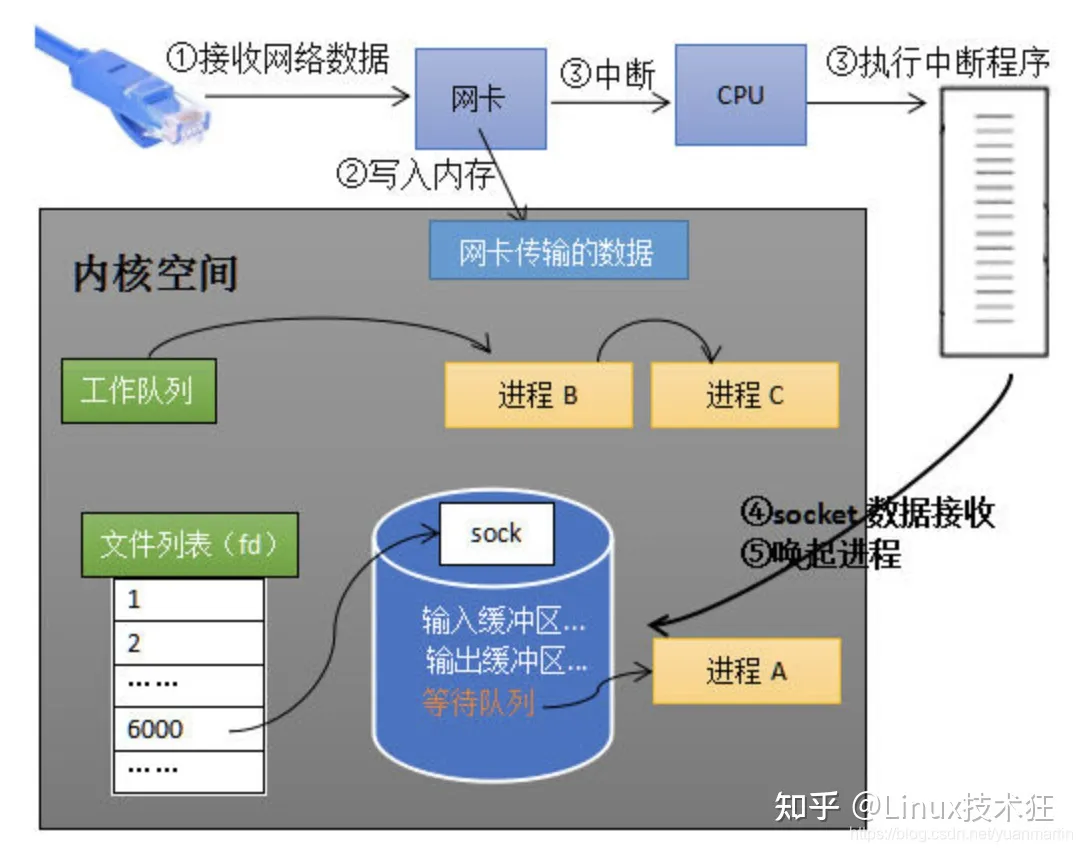 ①接收网络数据
网卡
③中断
CPU
③执行中断程序
②写入内存
网卡传输的数据
内核空间
工作队列
进程 B
进程 C
文件列表（fd）
1
2
……
6000
……
sock
输入缓冲区...
输出缓冲区...
等待队列
④socket 数据接收
⑤唤起进程
进程 A
知乎 @Linux技术狂
https://blog.csdn.net/yuanmartin